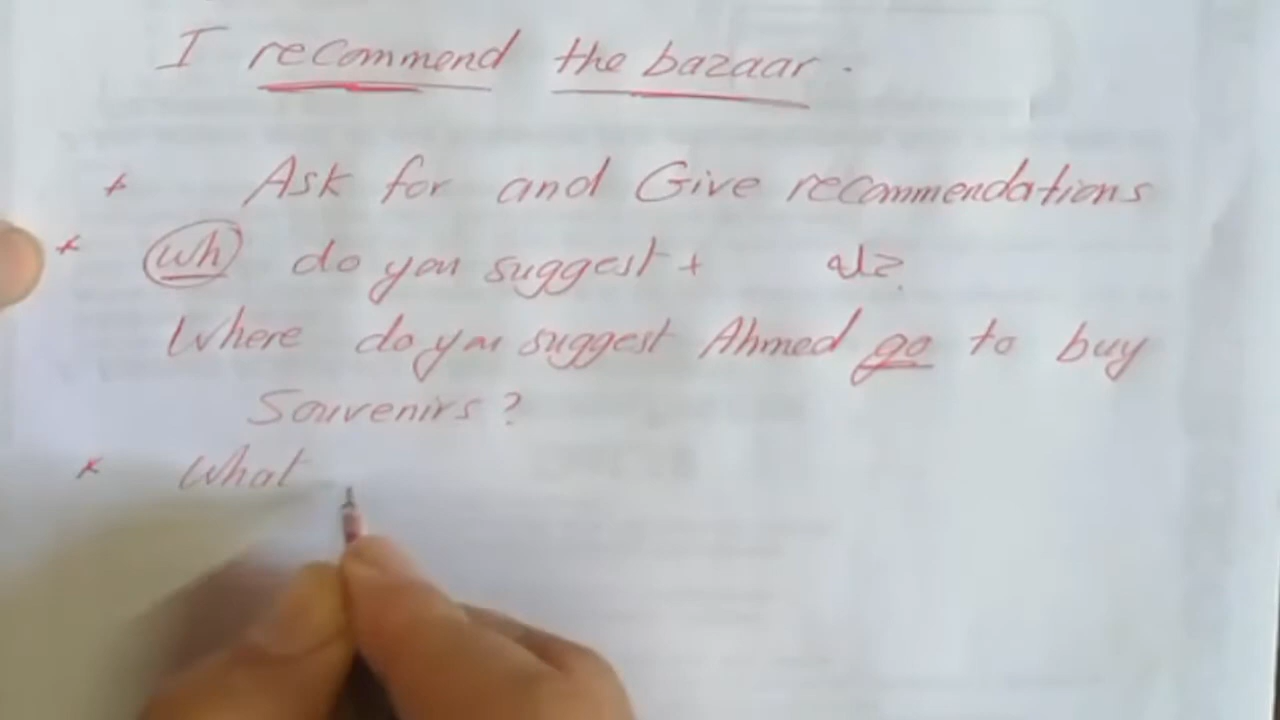 I recommend the bazaar.
+ Ask for and Give recommendations
* wh do you suggest +
Where do you suggest Ahmed go to buy
Souvenirs ?
* What